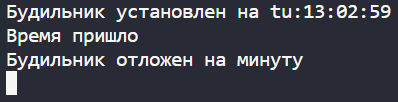 Будильник установлен на tu:13:02:59
Время пришло
Будильник отложен на минуту